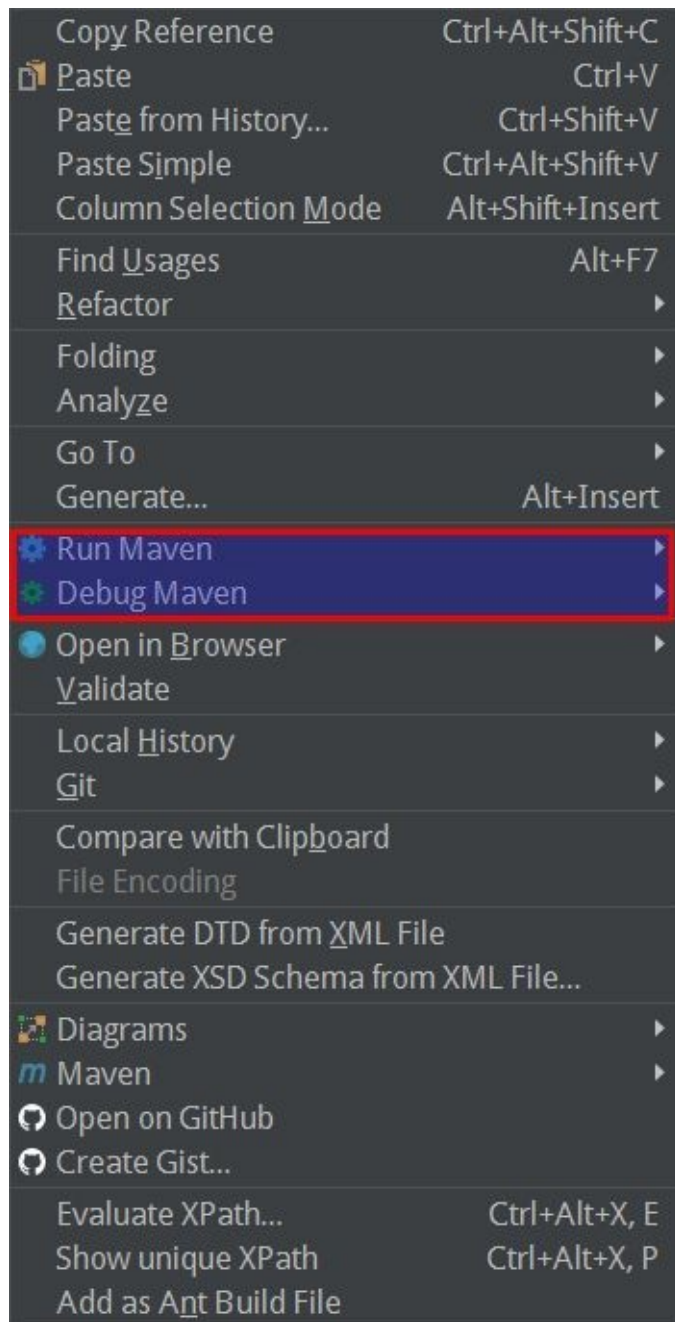 Copy Reference Ctrl+Alt+Shift+C
Paste Ctrl+V
Paste from History... Ctrl+Shift+V
Paste Simple Ctrl+Alt+Shift+V
Column Selection Mode Alt+Shift+Insert
Find Usages Alt+F7
Refactor
Folding
Analyze
Go To
Generate... Alt+Insert
Run Maven
Debug Maven
Open in Browser
Validate
Local History
Git
Compare with Clipboard
File Encoding
Generate DTD from XML File
Generate XSD Schema from XML File...
Diagrams
m Maven
Open on GitHub
Create Gist...
Evaluate XPath... Ctrl+Alt+X, E
Show unique XPath Ctrl+Alt+X, P
Add as Ant Build File